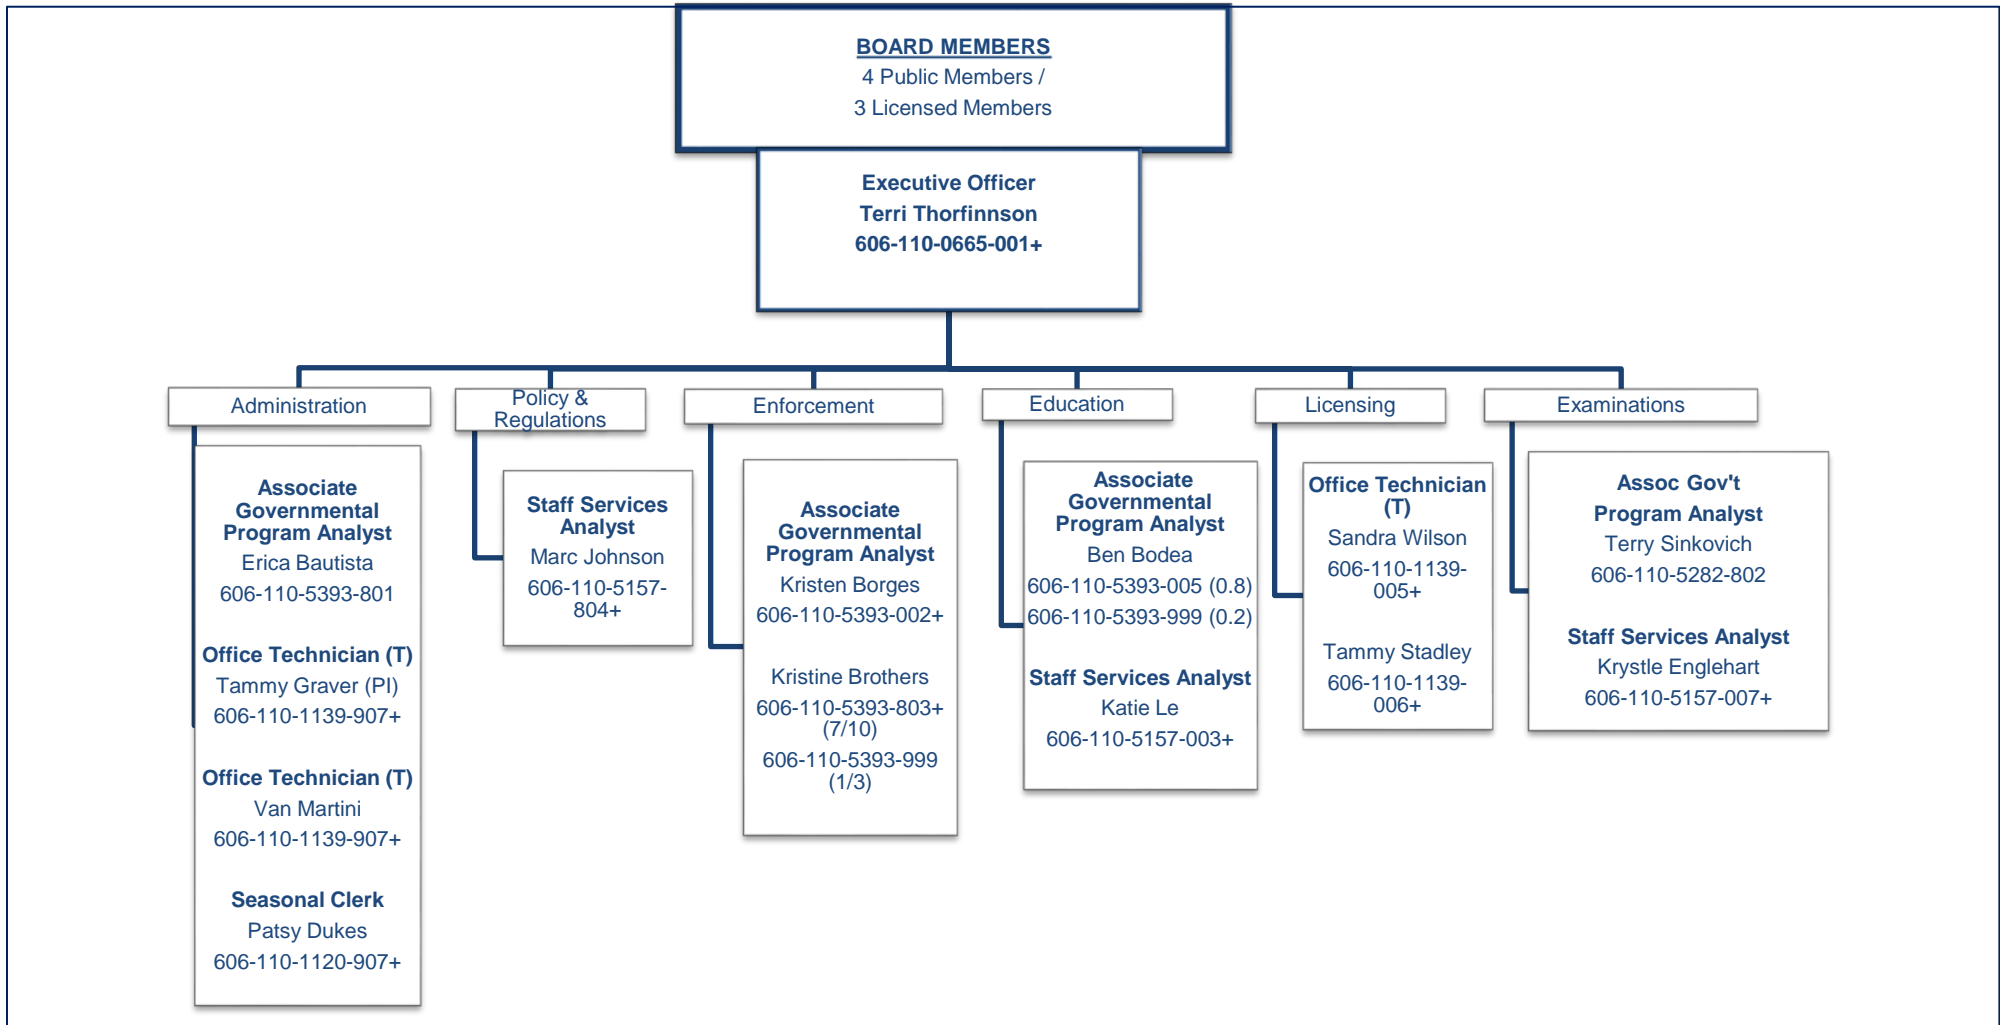 BOARD MEMBERS
4 Public Members /
3 Licensed Members
Executive Officer
Terri Thorfinnson
606-110-0665-001+
Administration
Associate
Governmental
Program Analyst
Erica Bautista
606-110-5393-801
Office Technician (T)
Tammy Graver (PI)
606-110-1139-907+
Office Technician (T)
Van Martini
606-110-1139-907+
Seasonal Clerk
Patsy Dukes
606-110-1120-907+
Policy &
Regulations
Staff Services
Analyst
Marc Johnson
606-110-5157-
804+
Enforcement
Associate
Governmental
Program Analyst
Kristen Borges
606-110-5393-002+
Kristine Brothers
606-110-5393-803+
(7/10)
606-110-5393-999
(1/3)
Education
Associate
Governmental
Program Analyst
Ben Bodea
606-110-5393-005 (0.8)
606-110-5393-999 (0.2)
Staff Services Analyst
Katie Le
606-110-5157-003+
Licensing
Office Technician
(T)
Sandra Wilson
606-110-1139-
005+
Tammy Stadley
606-110-1139-
006+
Examinations
Assoc Gov't
Program Analyst
Terry Sinkovich
606-110-5282-802
Staff Services Analyst
Krystle Englehart
606-110-5157-007+